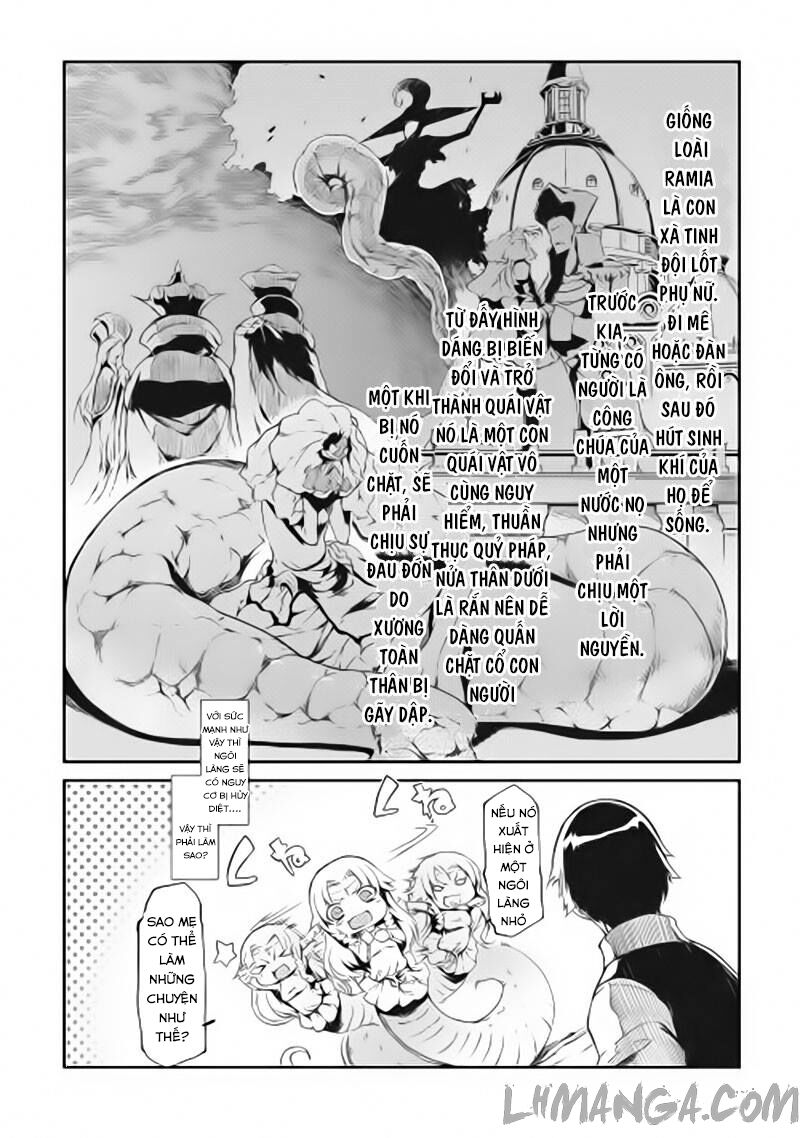 GIỐNG
LOÀI
RAMIA
LÀ CON
XÀ TINH
ĐỘI LỐT
PHỤ NỮ.
ĐI MÊ
HOẶC ĐÀN
ÔNG, RỒI
SAU ĐÓ
HÚT SINH
KHÍ CỦA
HỌ ĐỂ
SỐNG.
TRƯỚC
KIA,
TỪNG CÓ
NGƯỜI LÀ
CÔNG
CHÚA CỦA
MỘT
NƯỚC NỌ
NHƯNG
PHẢI
CHỊU MỘT
LỜI
NGUYỀN.
TỪ ĐẤY HÌNH
DÁNG BỊ BIẾN
ĐỔI VÀ TRỞ
THÀNH QUÁI VẬT
NÓ LÀ MỘT CON
QUÁI VẬT VÔ
CÙNG NGUY
HIỂM, THUẦN
THỤC QUỶ PHÁP,
NỬA THÂN DƯỚI
LÀ RẮN NÊN DỄ
DÀNG QUẤN
CHẶT CỔ CON
NGƯỜI
MỘT KHI
BỊ NÓ
CUỐN
CHẶT, SẼ
PHẢI
CHỊU SỰ
ĐAU ĐỚN
DO
XƯƠNG
TOÀN
THÂN BỊ
GÃY DẬP.
NẾU NÓ
XUẤT
HIỆN Ở
MỘT
NGÔI
LÀNG
NHỎ
VỚI SỨC
MẠNH NHƯ
VẬY THÌ
NGÔI
LÀNG SẼ
CÓ NGUY
CƠ BỊ HỦY
DIỆT....
VẬY THÌ
PHẢI LÀM
SAO?
くね
くね
SAO MẸ
CÓ THỂ
LÀM
NHỮNG
CHUYỆN
NHƯ
THẾ?
LHMANGA.COM